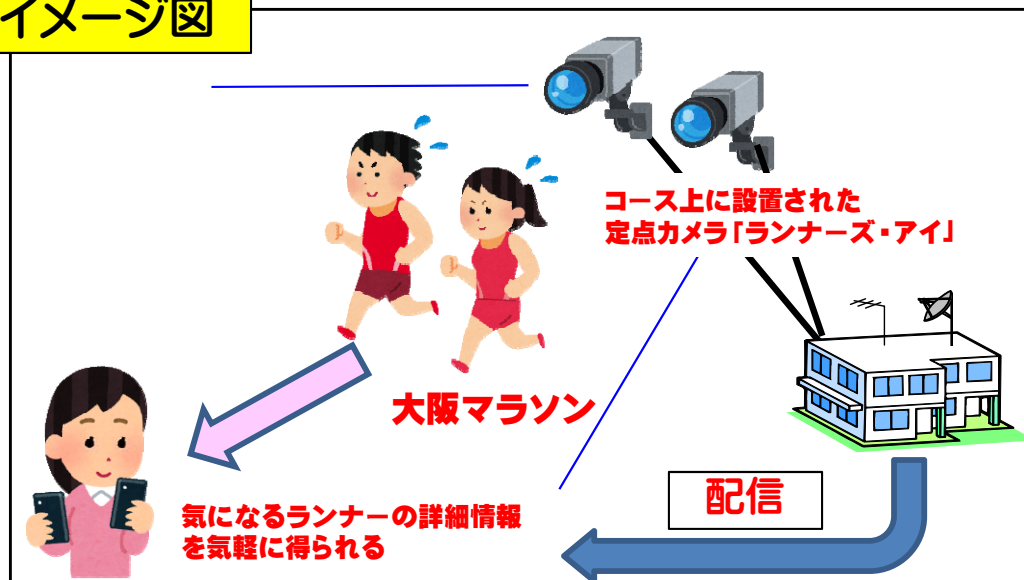 イメージ図
コース上に設置された
定点カメラ「ランナーズ・アイ」
大阪マラソン
配信
気になるランナーの詳細情報
を気軽に得られる